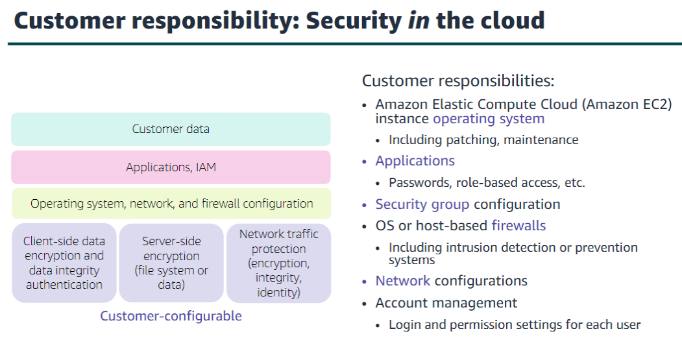 Customer responsibility: Security in the cloud
Customer data
Applications, IAM
Operating system, network, and firewall configuration
Client-side data
encryption and
data integrity
authentication
Server-side
encryption
(file system or
data)
Network traffic
protection
(encryption,
integrity,
identity)
Customer-configurable
Customer responsibilities:
• Amazon Elastic Compute Cloud (Amazon EC2)
instance operating system
• Including patching, maintenance
• Applications
• Passwords, role-based access, etc.
• Security group configuration
• OS or host-based firewalls
• Including intrusion detection or prevention
systems
• Network configurations
• Account management
• Login and permission settings for each user